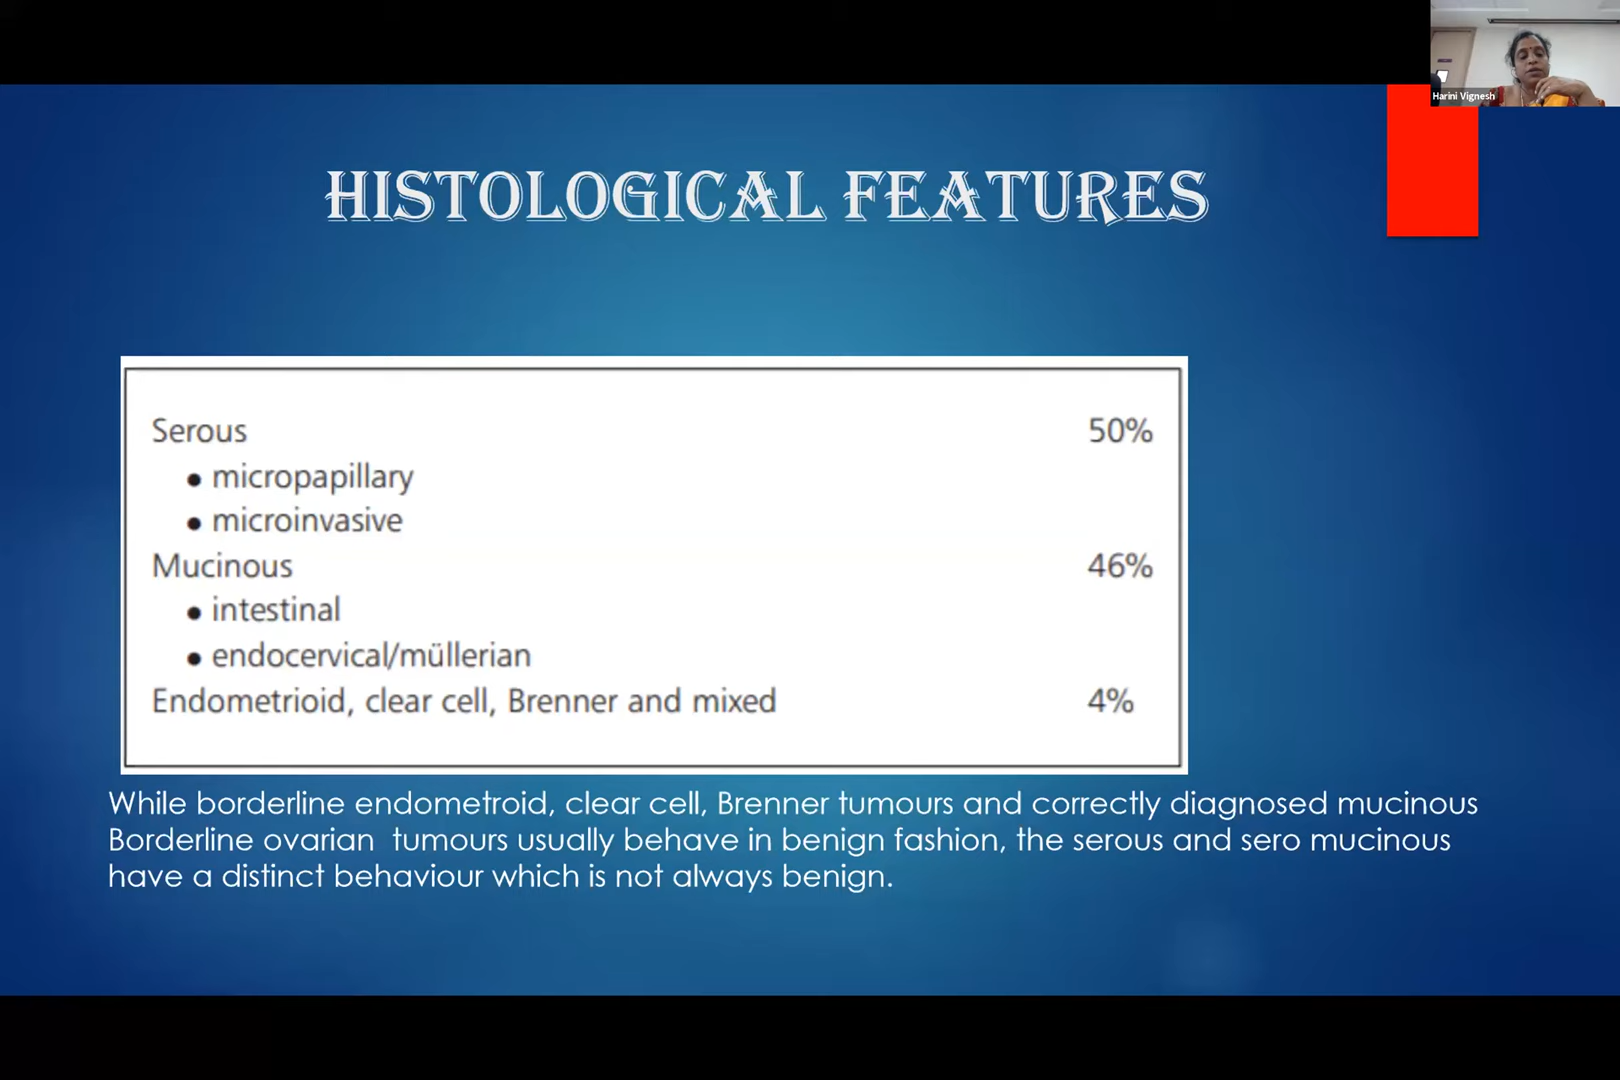 Harini Vignesh
HISTOLOGICAL FEATURES
Serous 50%
• micropapillary
• microinvasive
Mucinous 46%
• intestinal
• endocervical/müllerian
Endometrioid, clear cell, Brenner and mixed 4%
While borderline endometroid, clear cell, Brenner tumours and correctly diagnosed mucinous
Borderline ovarian tumours usually behave in benign fashion, the serous and sero mucinous
have a distinct behaviour which is not always benign.